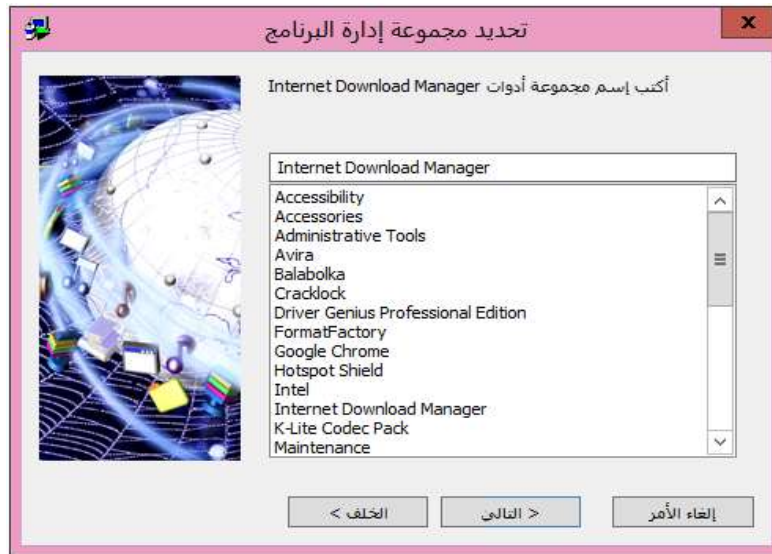 تحديد مجموعة إدارة البرنامج
x
أكتب إسم مجموعة أدوات Internet Download Manager
Internet Download Manager
Accessibility
Accessories
Administrative Tools
Avira
Balabolka
Cracklock
Driver Genius Professional Edition
FormatFactory
Google Chrome
Hotspot Shield
Intel
Internet Download Manager
K-Lite Codec Pack
Maintenance
إلغاء الأمر
التالي >
< الخلف